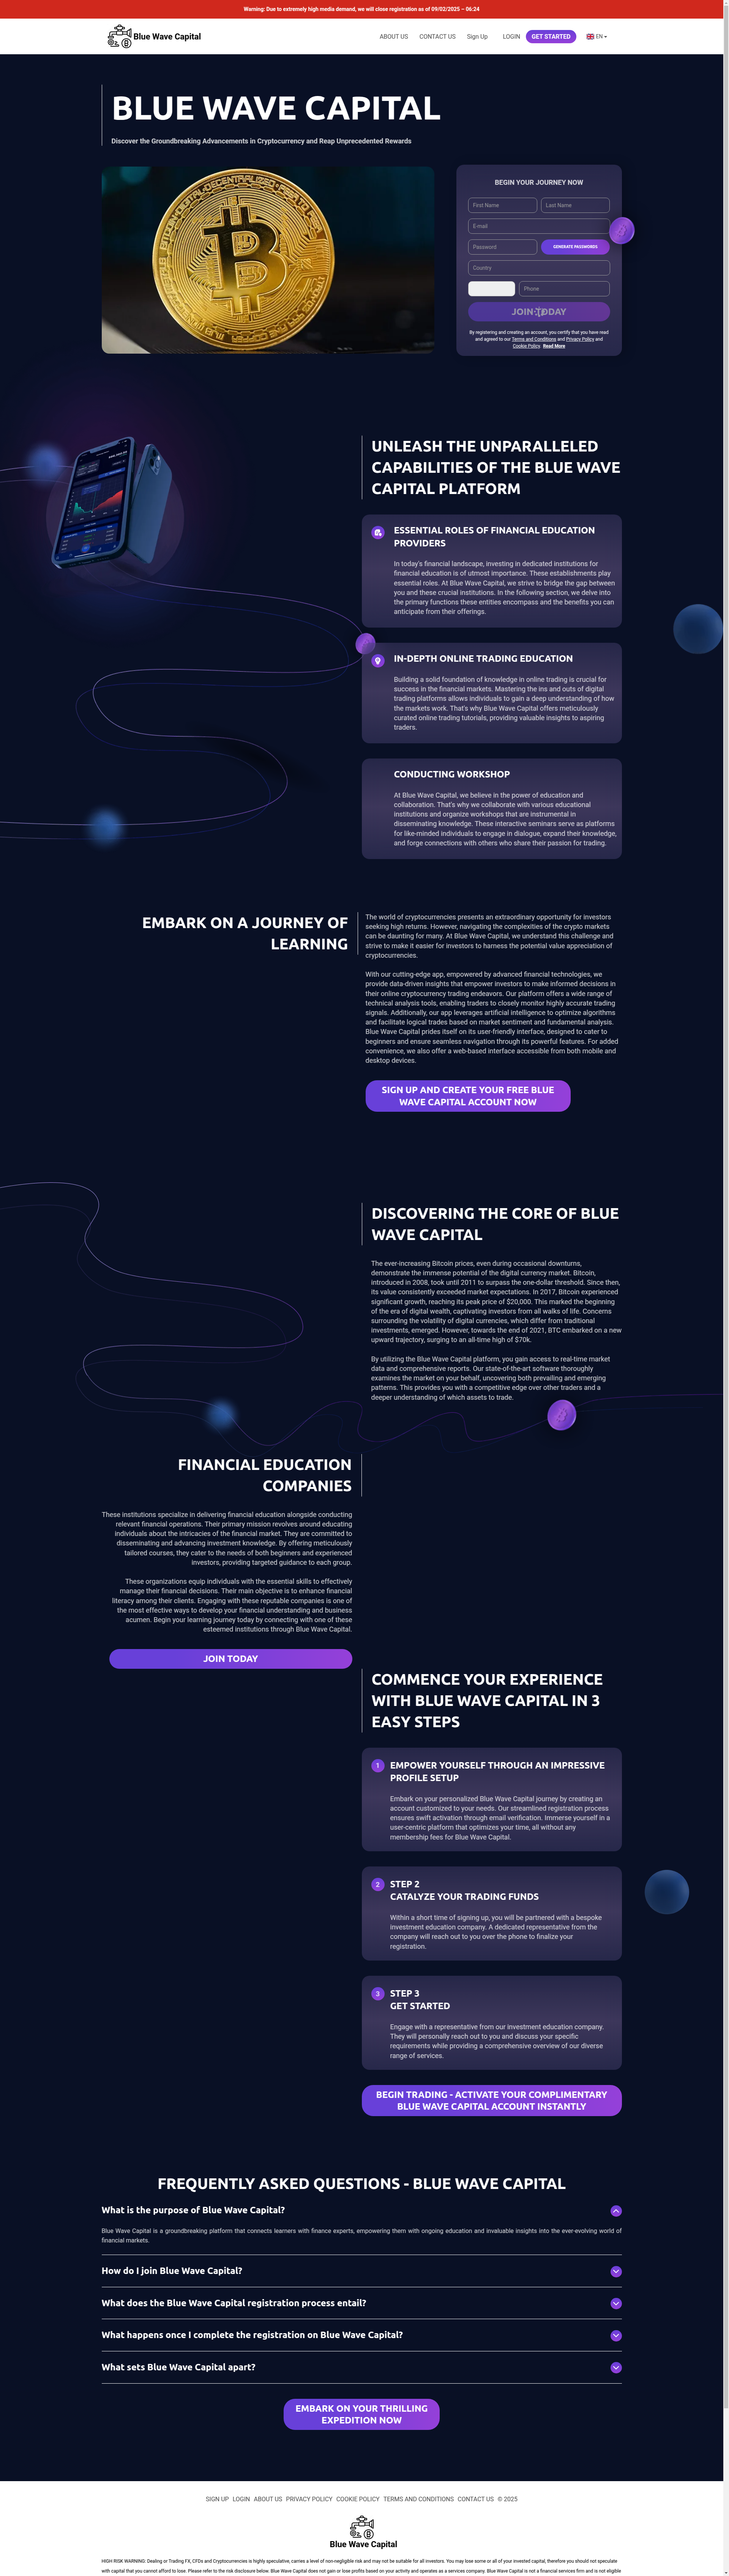 Warning: Due to extremely high media demand, we will close registration as of 09/02/2025 – 06:24
Blue Wave Capital
ABOUT US CONTACT US Sign Up LOGIN GET STARTED EN
BLUE WAVE CAPITAL
Discover the Groundbreaking Advancements in Cryptocurrency and Reap Unprecedented Rewards
BEGIN YOUR JOURNEY NOW
First Name Last Name
E-mail
Password GENERATE PASSWORDS
Country
Phone
JOIN TODAY
By registering and creating an account, you certify that you have read
and agreed to our Terms and Conditions and Privacy Policy and
Cookie Policy. Read More
UNLEASH THE UNPARALLELED
CAPABILITIES OF THE BLUE WAVE
CAPITAL PLATFORM
ESSENTIAL ROLES OF FINANCIAL EDUCATION
PROVIDERS
In today's financial landscape, investing in dedicated institutions for
financial education is of utmost importance. These establishments play
essential roles. At Blue Wave Capital, we strive to bridge the gap between
you and these crucial institutions. In the following section, we delve into
the primary functions these entities encompass and the benefits you can
anticipate from their offerings.
IN-DEPTH ONLINE TRADING EDUCATION
Building a solid foundation of knowledge in online trading is crucial for
success in the financial markets. Mastering the ins and outs of digital
trading platforms allows individuals to gain a deep understanding of how
the markets work. That's why Blue Wave Capital offers meticulously
curated online trading tutorials, providing valuable insights to aspiring
traders.
CONDUCTING WORKSHOP
At Blue Wave Capital, we believe in the power of education and
collaboration. That's why we collaborate with various educational
institutions and organize workshops that are instrumental in
disseminating knowledge. These interactive seminars serve as platforms
for like-minded individuals to engage in dialogue, expand their knowledge,
and forge connections with others who share their passion for trading.
EMBARK ON A JOURNEY OF
LEARNING
The world of cryptocurrencies presents an extraordinary opportunity for investors
seeking high returns. However, navigating the complexities of the crypto markets
can be daunting for many. At Blue Wave Capital, we understand this challenge and
strive to make it easier for investors to harness the potential value appreciation of
cryptocurrencies.
With our cutting-edge app, empowered by advanced financial technologies, we
provide data-driven insights that empower investors to make informed decisions in
their online cryptocurrency trading endeavors. Our platform offers a wide range of
technical analysis tools, enabling traders to closely monitor highly accurate trading
signals. Additionally, our app leverages artificial intelligence to optimize algorithms
and facilitate logical trades based on market sentiment and fundamental analysis.
Blue Wave Capital prides itself on its user-friendly interface, designed to cater to
beginners and ensure seamless navigation through its powerful features. For added
convenience, we also offer a web-based interface accessible from both mobile and
desktop devices.
SIGN UP AND CREATE YOUR FREE BLUE
WAVE CAPITAL ACCOUNT NOW
DISCOVERING THE CORE OF BLUE
WAVE CAPITAL
The ever-increasing Bitcoin prices, even during occasional downturns,
demonstrate the immense potential of the digital currency market. Bitcoin,
introduced in 2008, took until 2011 to surpass the one-dollar threshold. Since then,
its value consistently exceeded market expectations. In 2017, Bitcoin experienced
significant growth, reaching its peak price of $20,000. This marked the beginning
of the era of digital wealth, captivating investors from all walks of life. Concerns
surrounding the volatility of digital currencies, which differ from traditional
investments, emerged. However, towards the end of 2021, BTC embarked on a new
upward trajectory, surging to an all-time high of $70k.
By utilizing the Blue Wave Capital platform, you gain access to real-time market
data and comprehensive reports. Our state-of-the-art software thoroughly
examines the market on your behalf, uncovering both prevailing and emerging
patterns. This provides you with a competitive edge over other traders and a
deeper understanding of which assets to trade.
FINANCIAL EDUCATION
COMPANIES
These institutions specialize in delivering financial education alongside conducting
relevant financial operations. Their primary mission revolves around educating
individuals about the intricacies of the financial market. They are committed to
disseminating and advancing investment knowledge. By offering meticulously
tailored courses, they cater to the needs of both beginners and experienced
investors, providing targeted guidance to each group.
These organizations equip individuals with the essential skills to effectively
manage their financial decisions. Their main objective is to enhance financial
literacy among their clients. Engaging with these reputable companies is one of
the most effective ways to develop your financial understanding and business
acumen. Begin your learning journey today by connecting with one of these
esteemed institutions through Blue Wave Capital.
JOIN TODAY
COMMENCE YOUR EXPERIENCE
WITH BLUE WAVE CAPITAL IN 3
EASY STEPS
1 EMPOWER YOURSELF THROUGH AN IMPRESSIVE
PROFILE SETUP
Embark on your personalized Blue Wave Capital journey by creating an
account customized to your needs. Our streamlined registration process
ensures swift activation through email verification. Immerse yourself in a
user-centric platform that optimizes your time, all without any
membership fees for Blue Wave Capital.
2 STEP 2
CATALYZE YOUR TRADING FUNDS
Within a short time of signing up, you will be partnered with a bespoke
investment education company. A dedicated representative from the
company will reach out to you over the phone to finalize your
registration.
3 STEP 3
GET STARTED
Engage with a representative from our investment education company.
They will personally reach out to you and discuss your specific
requirements while providing a comprehensive overview of our diverse
range of services.
BEGIN TRADING - ACTIVATE YOUR COMPLIMENTARY
BLUE WAVE CAPITAL ACCOUNT INSTANTLY
FREQUENTLY ASKED QUESTIONS - BLUE WAVE CAPITAL
What is the purpose of Blue Wave Capital?
Blue Wave Capital is a groundbreaking platform that connects learners with finance experts, empowering them with ongoing education and invaluable insights into the ever-evolving world of
financial markets.
How do I join Blue Wave Capital?
What does the Blue Wave Capital registration process entail?
What happens once I complete the registration on Blue Wave Capital?
What sets Blue Wave Capital apart?
EMBARK ON YOUR THRILLING
EXPEDITION NOW
SIGN UP LOGIN ABOUT US PRIVACY POLICY COOKIE POLICY TERMS AND CONDITIONS CONTACT US © 2025
Blue Wave Capital
HIGH RISK WARNING: Dealing or Trading FX, CFDs and Cryptocurrencies is highly speculative, carries a level of non-negligible risk and may not be suitable for all investors. You may lose some or all of your invested capital, therefore you should not speculate
with capital that you cannot afford to lose. Please refer to the risk disclosure below. Blue Wave Capital does not gain or lose profits based on your activity and operates as a services company. Blue Wave Capital is not a financial services firm and is not eligible